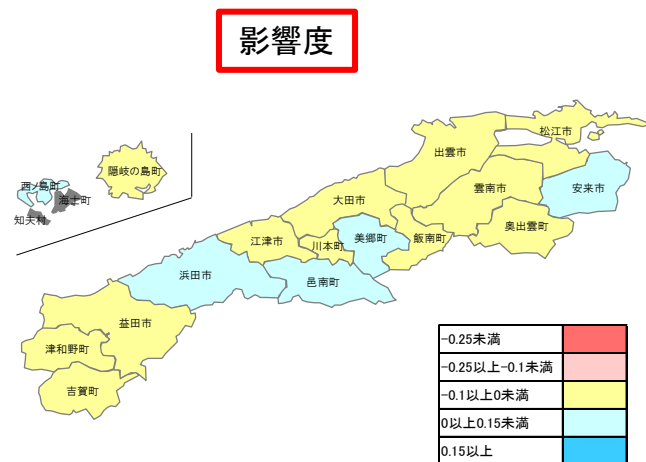 影響度
松江市
出雲市
隠岐の島町
西ノ島町
海士町
知夫村
雲南市
安来市
大田市
奥出雲町
美郷町
飯南町
江津市
川本町
浜田市
邑南町
益田市
津和野町
吉賀町
-0.25未満
-0.25以上-0.1未満
-0.1以上0未満
0以上0.15未満
0.15以上